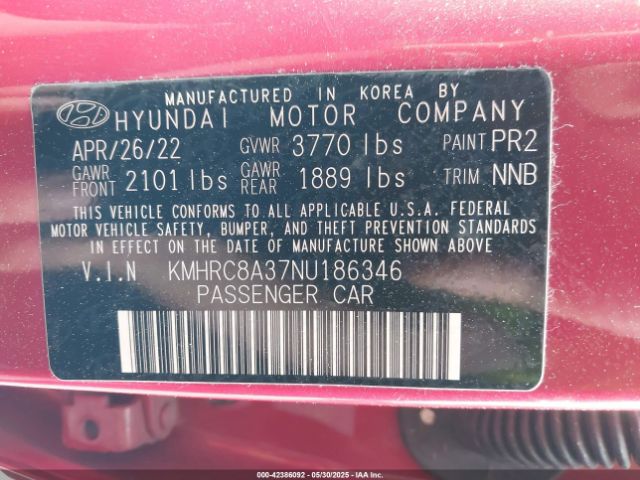 MANUFACTURED IN KOREA BY
HYUNDAI MOTOR COMPANY
APR/26/22 GVWR 3770 lbs PAINT PR2
GAWR FRONT 2101 lbs GAWR REAR 1889 lbs TRIM NNB
THIS VEHICLE CONFORMS TO ALL APPLICABLE U.S.A. FEDERAL
MOTOR VEHICLE SAFETY, BUMPER, AND THEFT PREVENTION STANDARDS
IN EFFECT ON THE DATE OF MANUFACTURE SHOWN ABOVE.
V.I.N KMHRC8A37NU186346
PASSENGER CAR
000-42386092 - 05/30/2025 - IAAI.COM